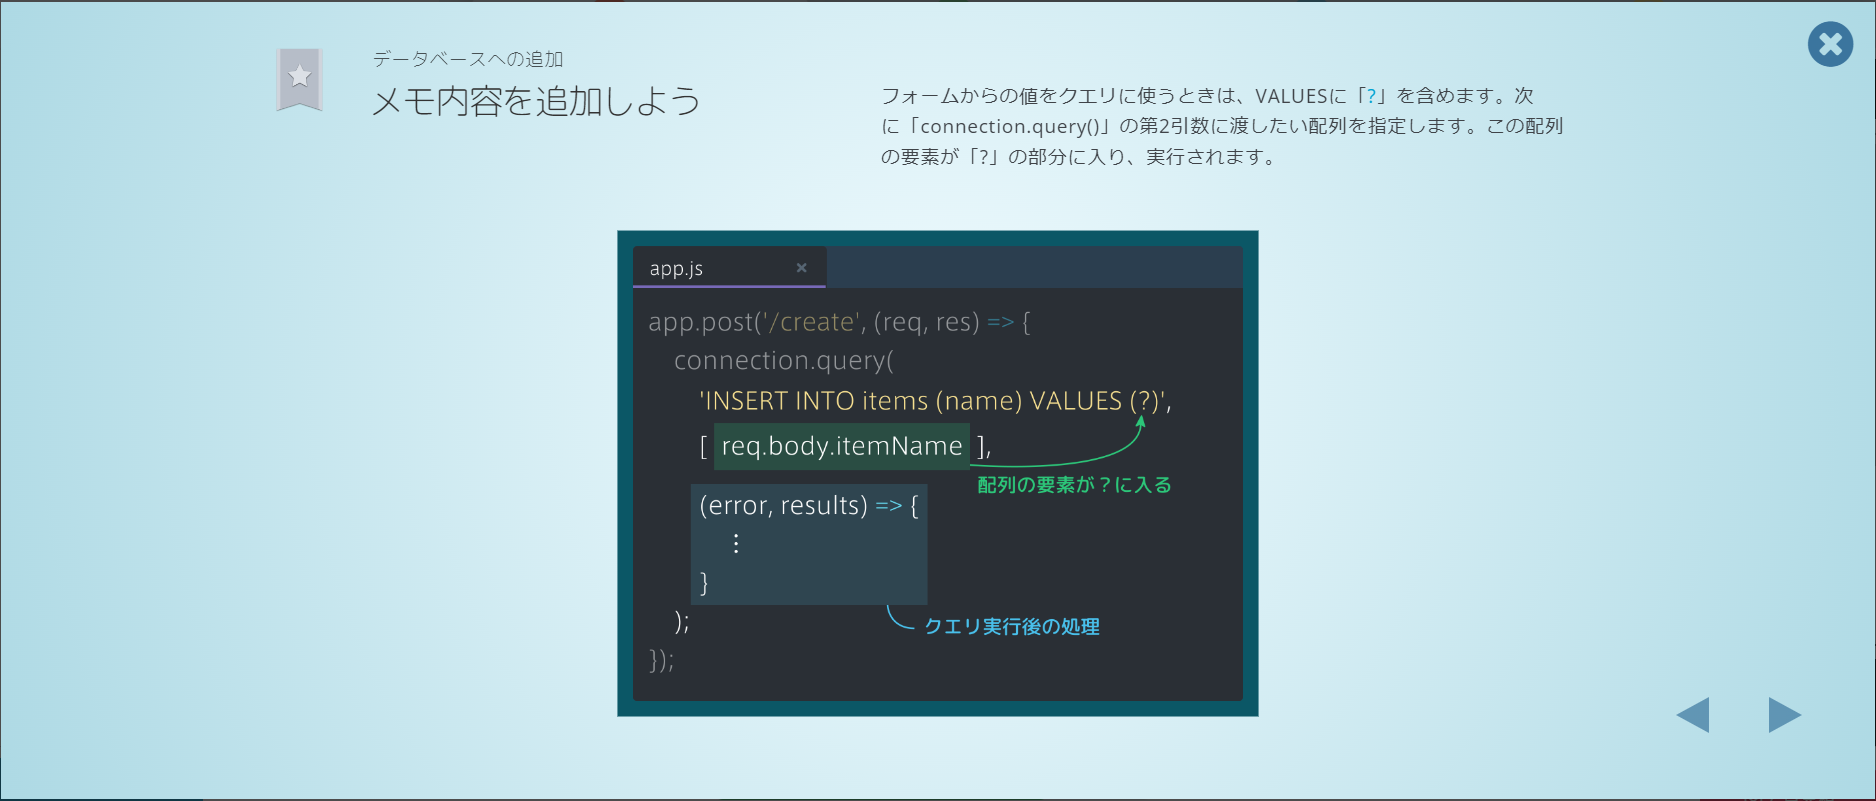 データベースへの追加
メモ内容を追加しよう
フォームからの値をクエリに使うときは、VALUESに「?」を含めます。次
に「connection.query()」の第2引数に渡したい配列を指定します。この配列
の要素が「?」の部分に入り、実行されます。
app.js ×
app.post('/create', (req, res) => {
connection.query(
'INSERT INTO items (name) VALUES (?)',
[ req.body.itemName ],
配列の要素が？に入る
(error, results) => {
⋮
}
);
クエリ実行後の処理
});